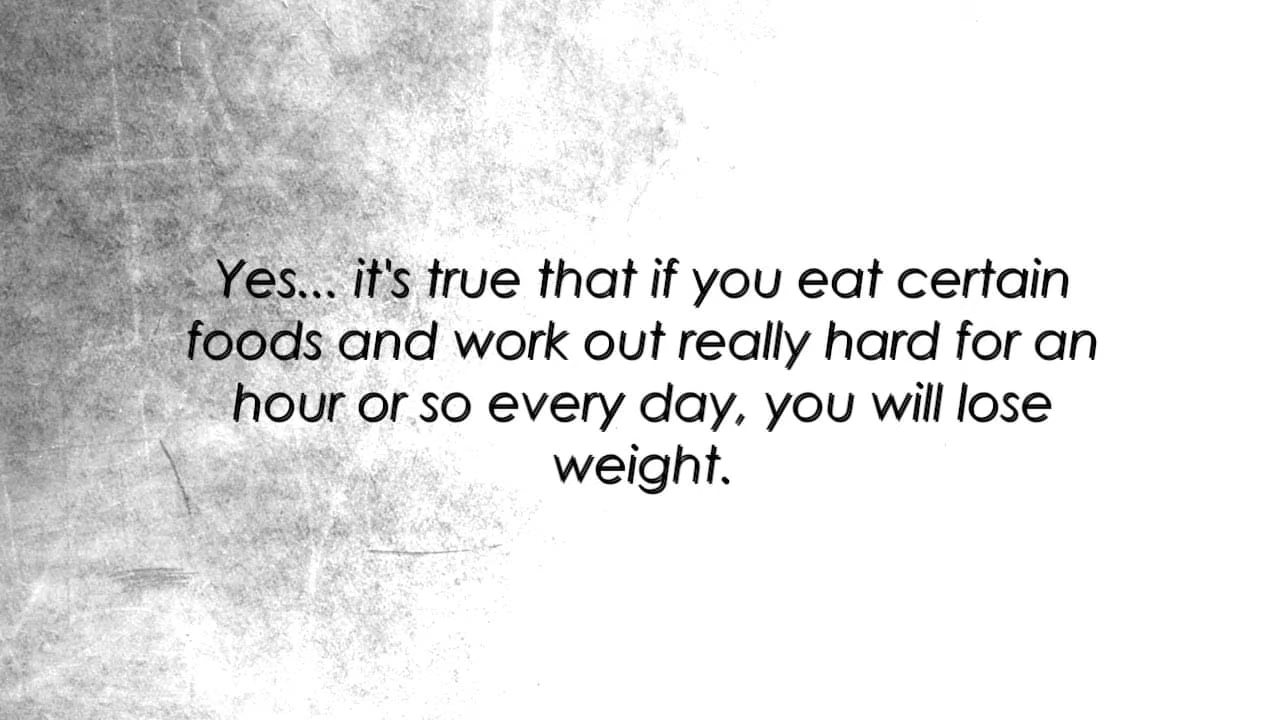 Yes... it's true that if you eat certain
foods and work out really hard for an
hour or so every day, you will lose
weight.